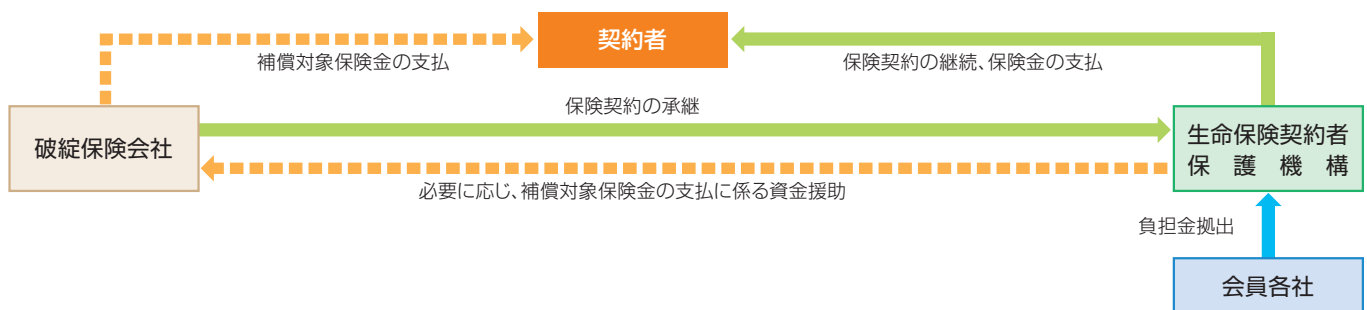 契約者
補償対象保険金の支払
保険契約の継続、保険金の支払
保険契約の承継
破綻保険会社
生命保険契約者
保護機構
必要に応じ、補償対象保険金の支払に係る資金援助
負担金拠出
会員各社